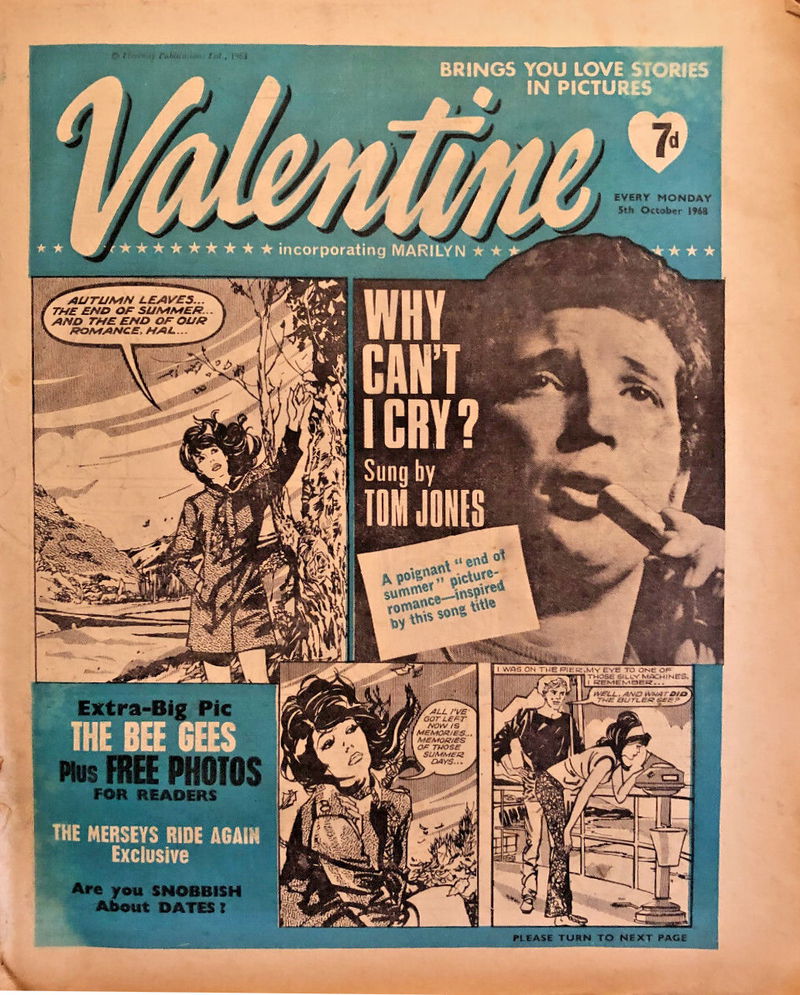 © Fleetway Publications Ltd., 1968
BRINGS YOU LOVE STORIES
IN PICTURES
Valentine
7d
EVERY MONDAY
5th October 1968
incorporating MARILYN
AUTUMN LEAVES...
THE END OF SUMMER...
AND THE END OF OUR
ROMANCE, HAL...
WHY
CAN'T
I CRY?
Sung by
TOM JONES
A poignant "end of
summer" picture-
romance—inspired
by this song title
Extra-Big Pic
THE BEE GEES
Plus FREE PHOTOS
FOR READERS
THE MERSEYS RIDE AGAIN
Exclusive
Are you SNOBBISH
About DATES?
ALL I'VE
GOT LEFT
NOW IS
MEMORIES...
MEMORIES
OF THOSE
SUMMER
DAYS...
I WAS ON THE PIER, MY EYE TO ONE OF
THOSE SILLY MACHINES,
I REMEMBER...
WELL, AND WHAT DID
THE BUTLER SEE?
PLEASE TURN TO NEXT PAGE